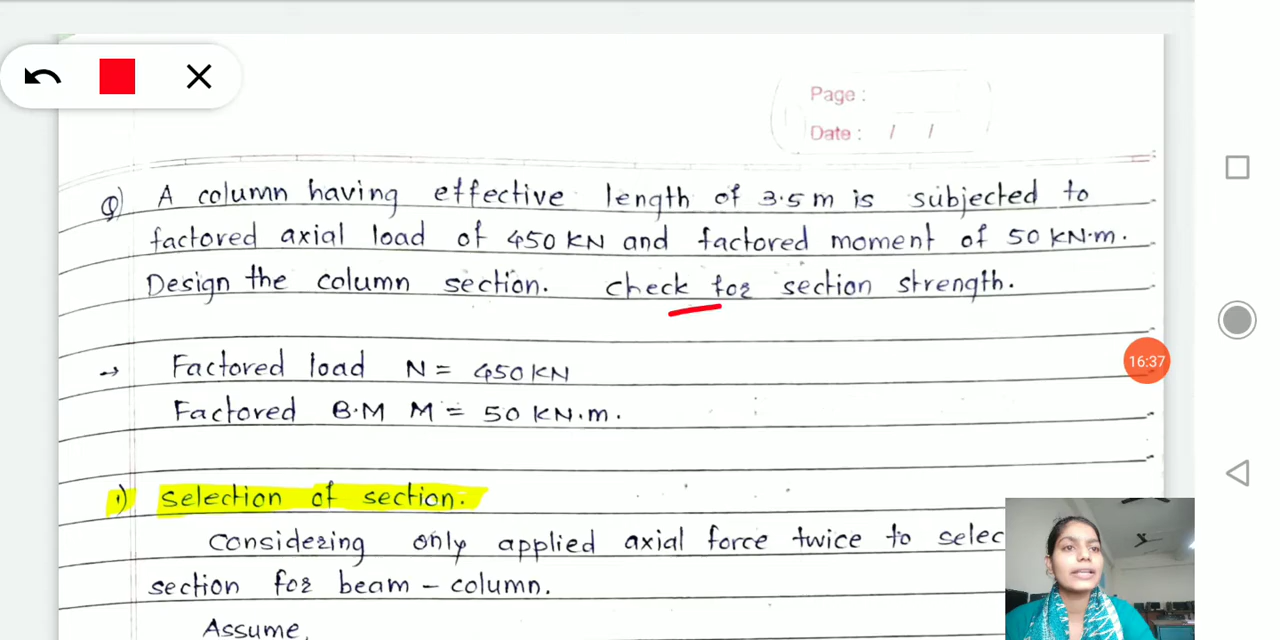 Page :
Date : / /
Q) A column having effective length of 3.5 m is subjected to
factored axial load of 450 KN and factored moment of 50 KN.m.
Design the column section. check for section strength.
→ Factored load N = 450 KN
Factored B.M M = 50 KN.m.
16:37
1) Selection of section.
Considering only applied axial force twice to selec
section for beam - column.
Assume,